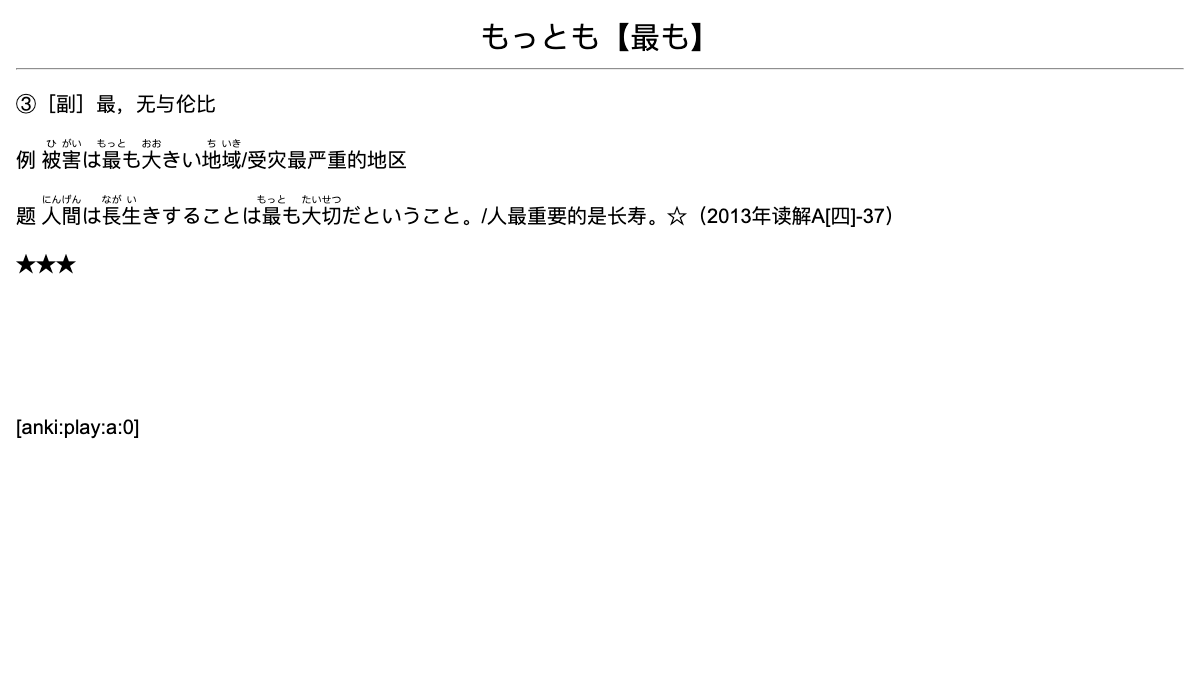 もっとも【最も】
③［副］最，无与伦比
例 被害は最も大きい地域/受灾最严重的地区
题 人間は長生きすることは最も大切だということ。/人最重要的是长寿。☆（2013年读解A[四]-37）
★★★
[anki:play:a:0]